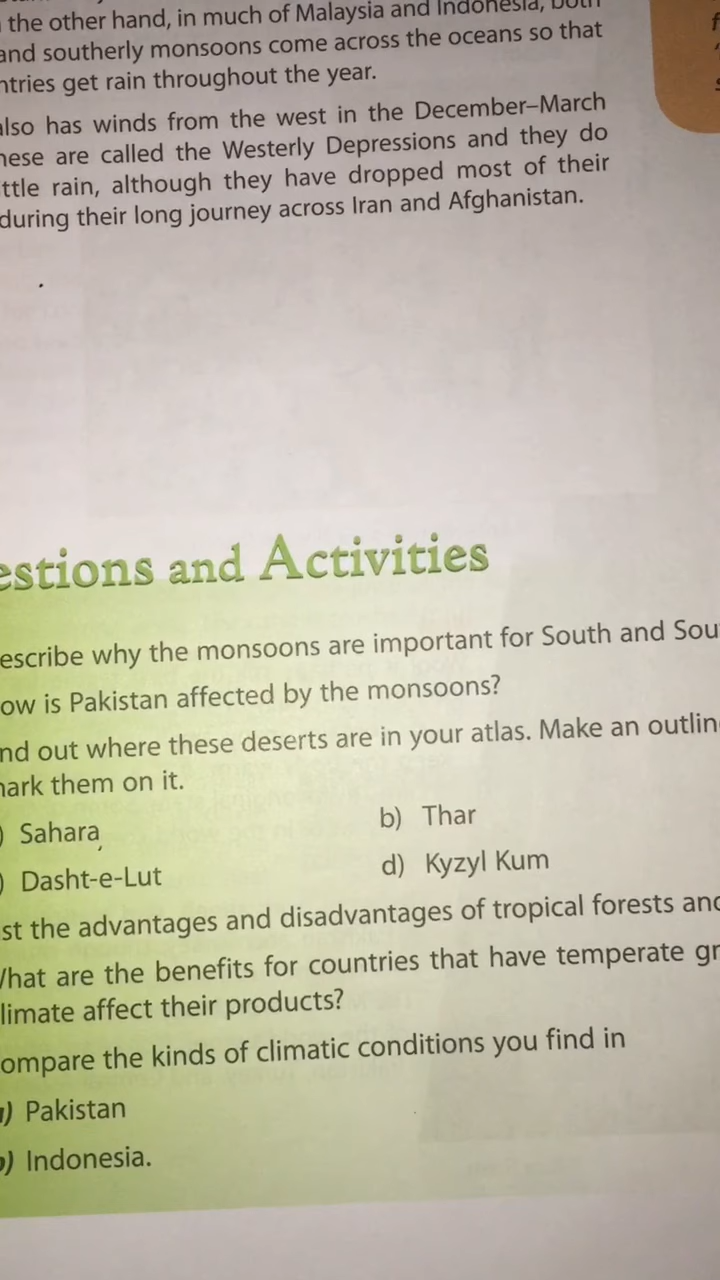 the other hand, in much of Malaysia and Indonesia, both
and southerly monsoons come across the oceans so that
ntries get rain throughout the year.
also has winds from the west in the December–March
hese are called the Westerly Depressions and they do
ttle rain, although they have dropped most of their
during their long journey across Iran and Afghanistan.
estions and Activities
escribe why the monsoons are important for South and Sou
ow is Pakistan affected by the monsoons?
nd out where these deserts are in your atlas. Make an outlin
mark them on it.
) Sahara
b) Thar
) Dasht-e-Lut
d) Kyzyl Kum
st the advantages and disadvantages of tropical forests and
What are the benefits for countries that have temperate gr
limate affect their products?
ompare the kinds of climatic conditions you find in
a) Pakistan
b) Indonesia.